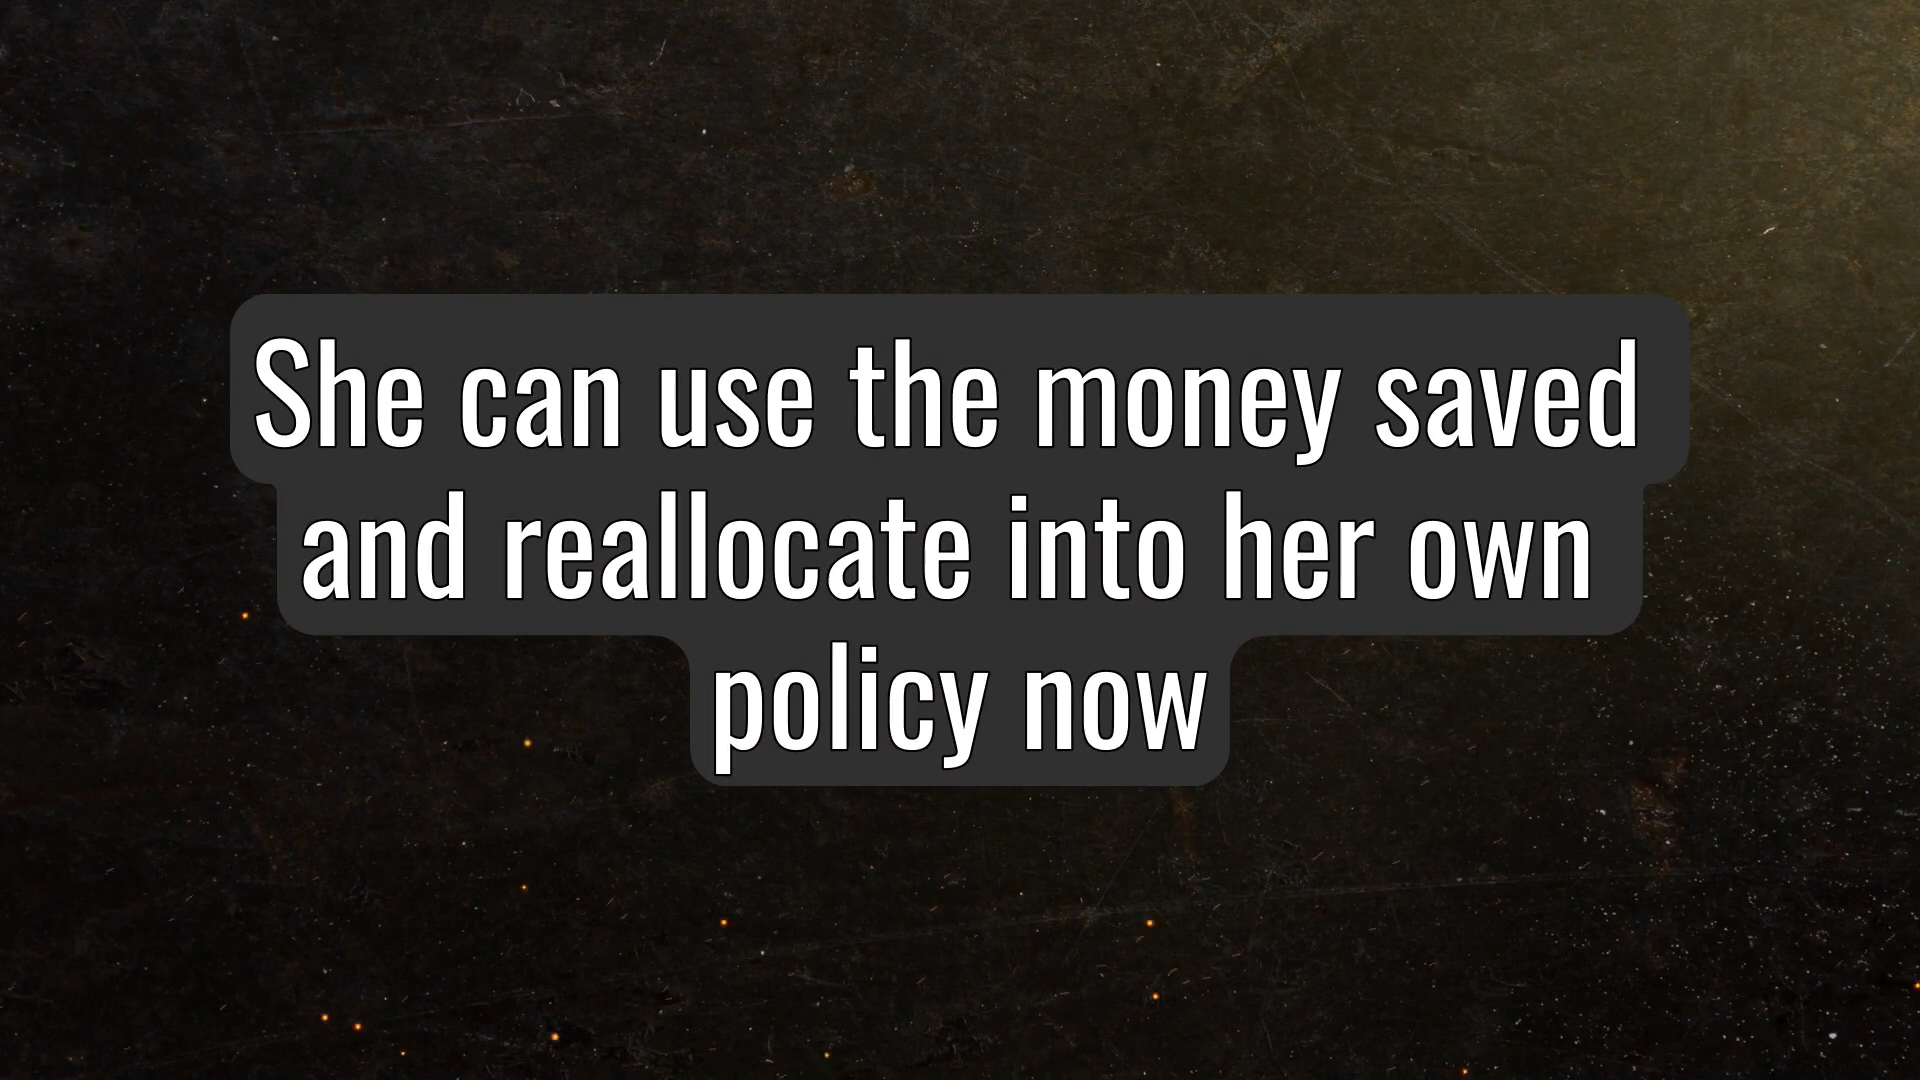 She can use the money saved
and reallocate into her own
policy now